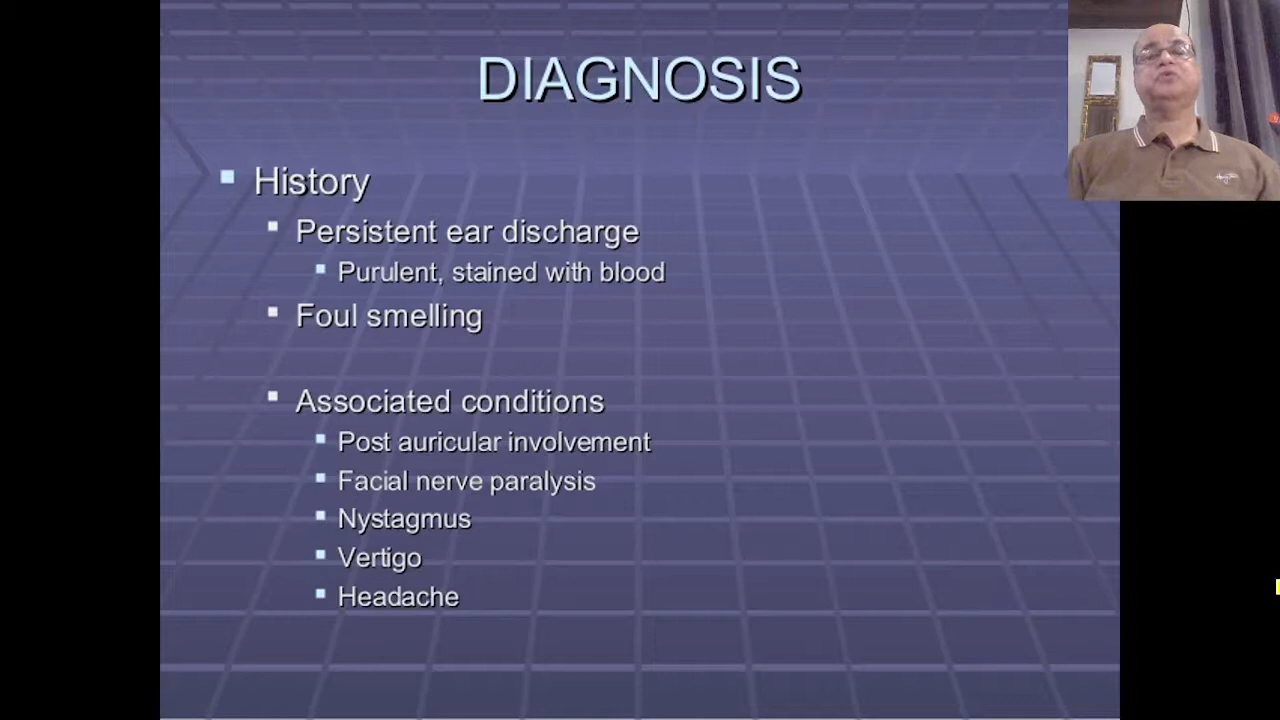 DIAGNOSIS
History
Persistent ear discharge
Purulent, stained with blood
Foul smelling
Associated conditions
Post auricular involvement
Facial nerve paralysis
Nystagmus
Vertigo
Headache